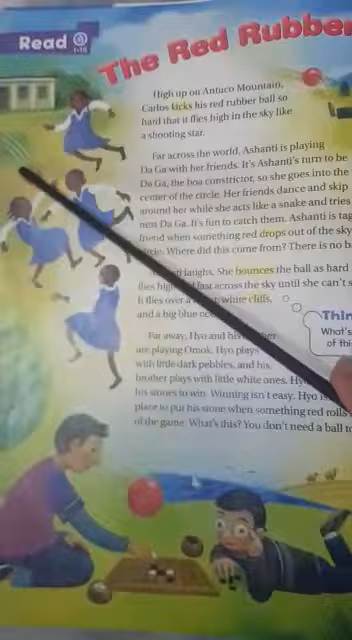 Read
1-16
The Red Rubber
High up on Antuco Mountain,
Carlos kicks his red rubber ball so
hard that it flies high in the sky like
a shooting star.
Far across the world, Ashanti is playing
Da Ga with her friends. It's Ashanti's turn to be
Da Ga, the boa constrictor, so she goes into the
center of the circle. Her friends dance and skip
around her while she acts like a snake and tries
next Da Ga. It's fun to catch them. Ashanti is tag
friend when something red drops out of the sky
Where did this come from? There is no b
laughs. She bounces the ball as hard
flies high fast across the sky until she can't s
It flies over white cliffs,
and a big blue
Far away, Hyo and his
are playing Omok. Hyo plays
with little dark pebbles, and his
brother plays with little white ones.
his stones to win. Winning isn't easy. Hyo
place to put his stone when something red rolls
of the game. What's this? You don't need a ball to
Thin
What's
of thi